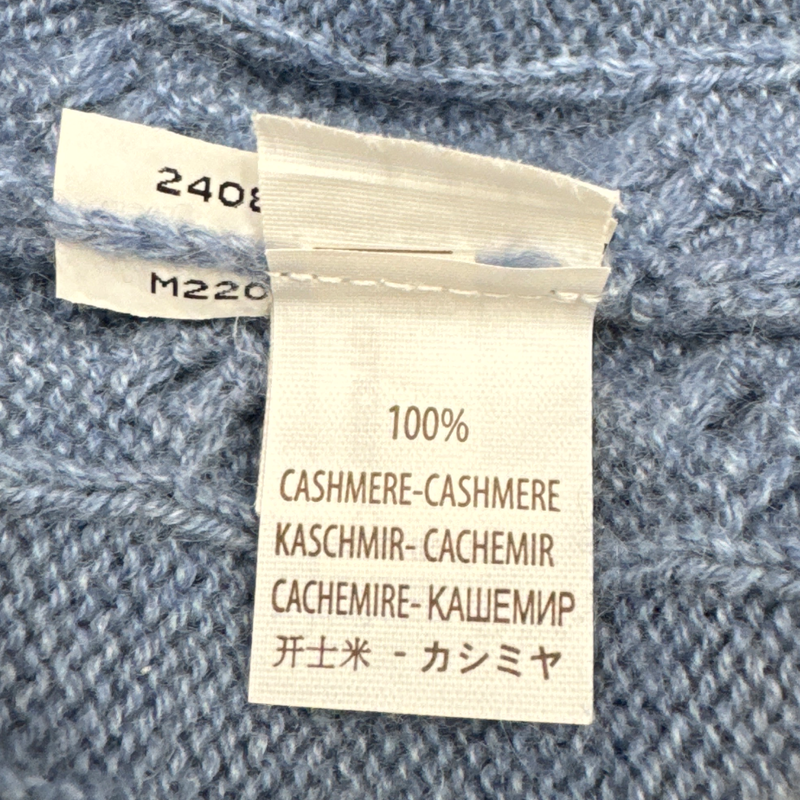 2408
M220
100%
CASHMERE-CASHMERE
KASCHMIR- CACHEMIR
CACHEMIRE- КАШЕМИР
开士米 - カシミヤ